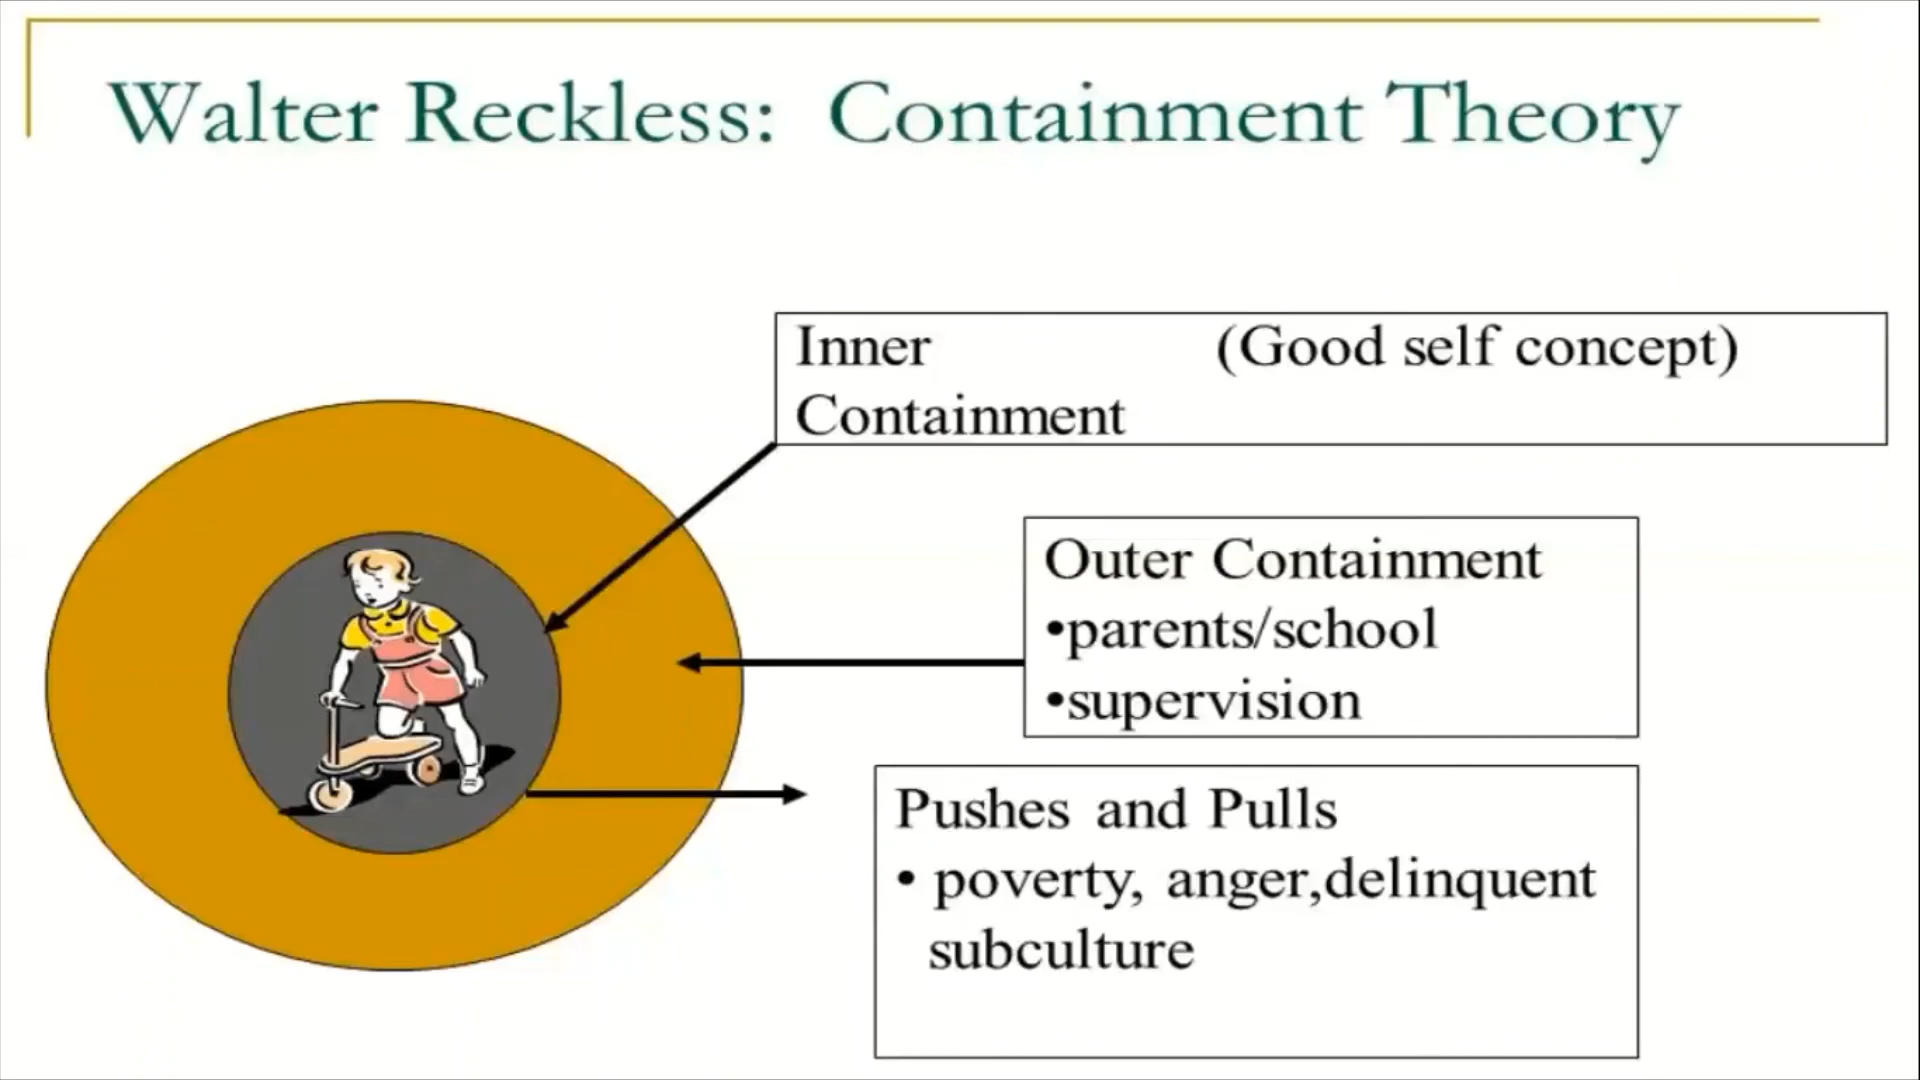 Walter Reckless: Containment Theory
Inner (Good self concept)
Containment
Outer Containment
•parents/school
•supervision
Pushes and Pulls
• poverty, anger,delinquent
subculture